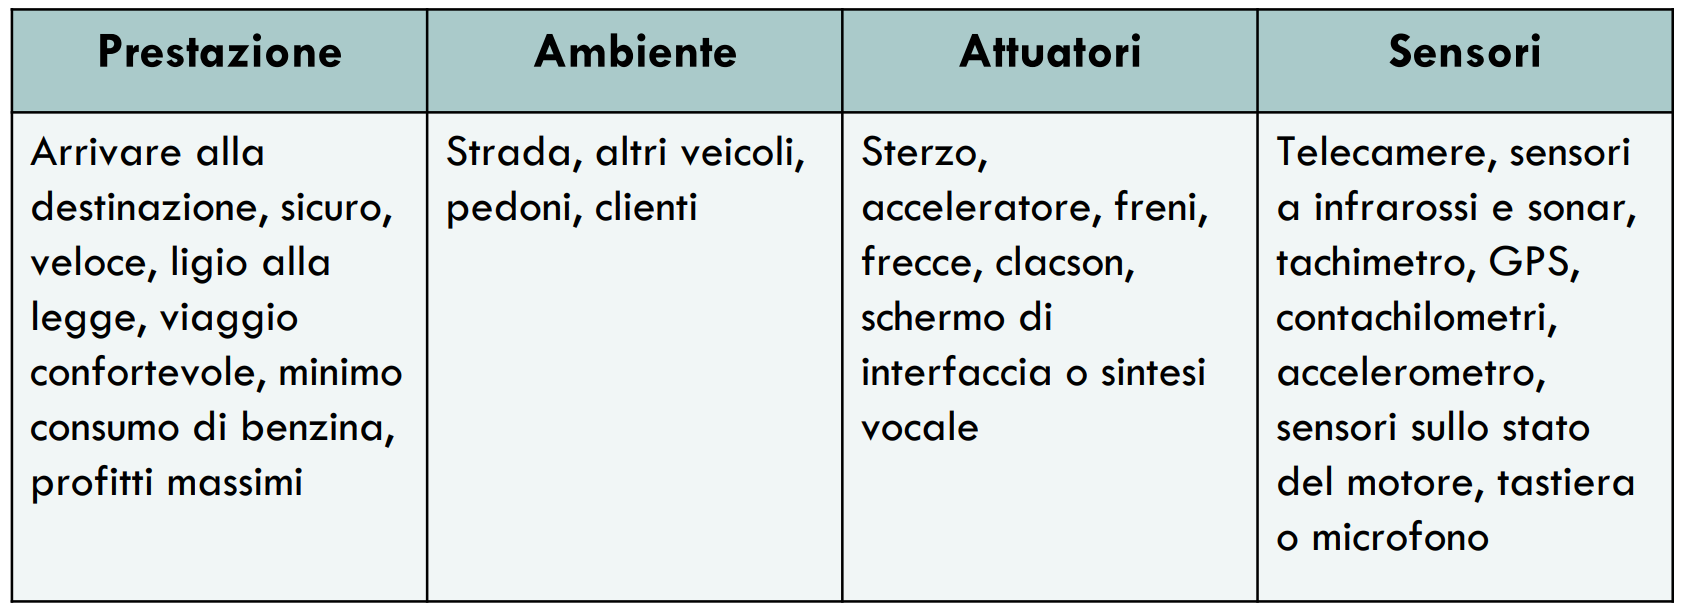 Prestazione
Ambiente
Attuatori
Sensori
Arrivare alla
destinazione, sicuro,
veloce, ligio alla
legge, viaggio
confortevole, minimo
consumo di benzina,
profitti massimi
Strada, altri veicoli,
pedoni, clienti
Sterzo,
acceleratore, freni,
frecce, clacson,
schermo di
interfaccia o sintesi
vocale
Telecamere, sensori
a infrarossi e sonar,
tachimetro, GPS,
contachilometri,
accelerometro,
sensori sullo stato
del motore, tastiera
o microfono